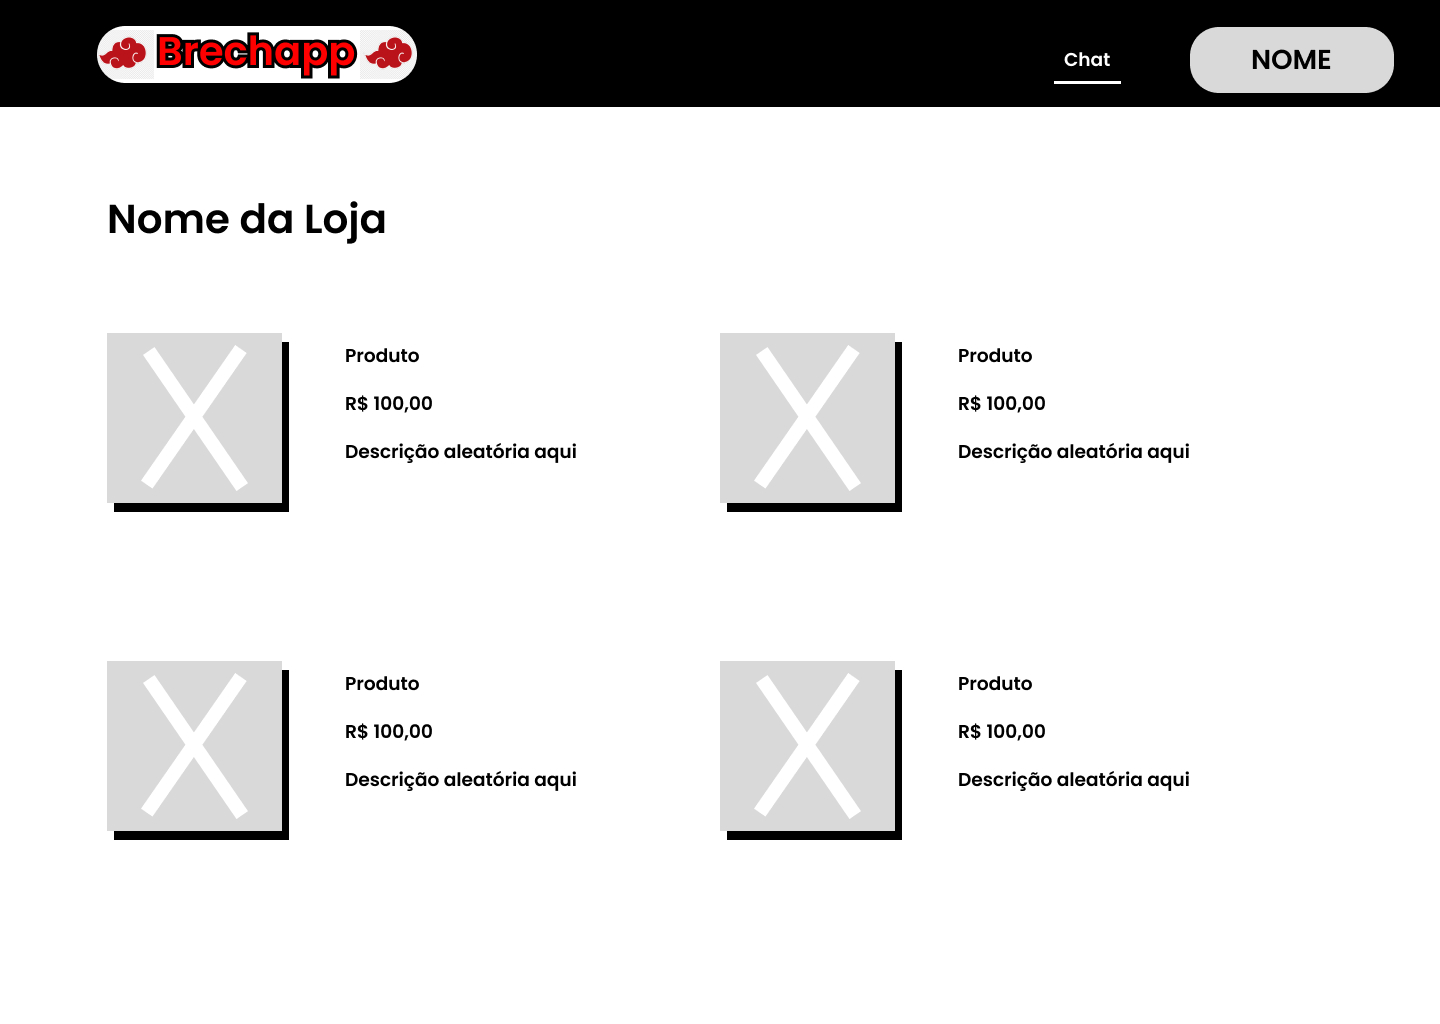 Brechapp
Chat
NOME
Nome da Loja
Produto
R$ 100,00
Descrição aleatória aqui
Produto
R$ 100,00
Descrição aleatória aqui
Produto
R$ 100,00
Descrição aleatória aqui
Produto
R$ 100,00
Descrição aleatória aqui